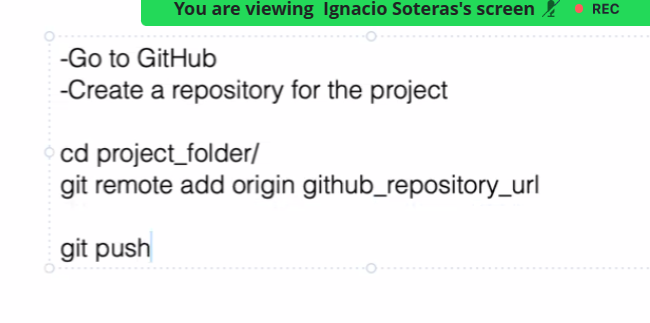 You are viewing Ignacio Soteras's screen
REC
-Go to GitHub
-Create a repository for the project
cd project_folder/
git remote add origin github_repository_url
git push